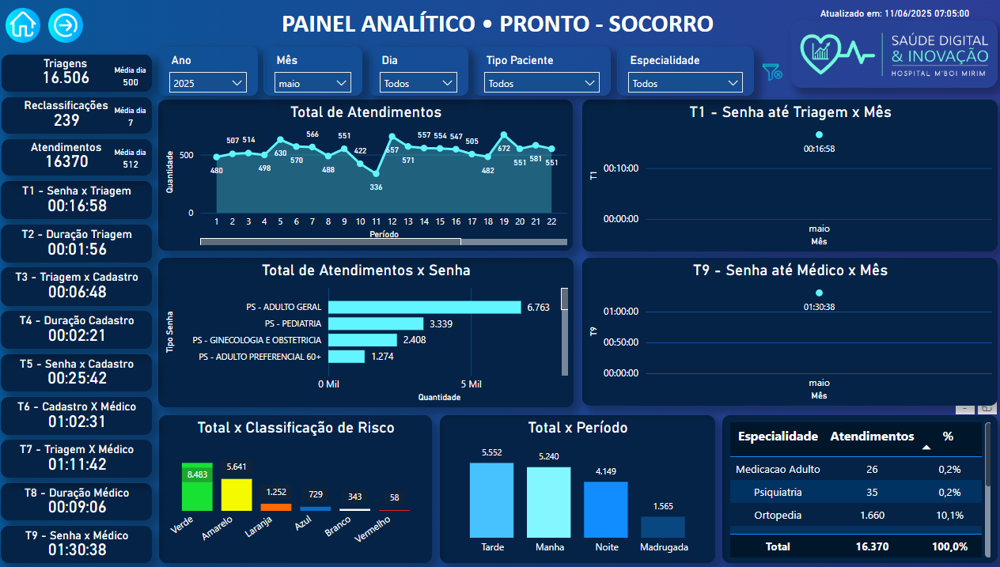 PAINEL ANALÍTICO • PRONTO - SOCORRO
Atualizado em: 11/06/2025 07:05:00
SAÚDE DIGITAL
& INOVAÇÃO
HOSPITAL M'BOI MIRIM
Triagens
16.506
Média dia
500
Reclassificações
239
Média dia
7
Atendimentos
16370
Média dia
512
T1 - Senha x Triagem
00:16:58
T2 - Duração Triagem
00:01:56
T3 - Triagem x Cadastro
00:06:48
T4 - Duração Cadastro
00:02:21
T5 - Senha x Cadastro
00:25:42
T6 - Cadastro X Médico
01:02:31
T7 - Triagem X Médico
01:11:42
T8 - Duração Médico
00:09:06
T9 - Senha x Médico
01:30:38
Ano
2025
Mês
maio
Dia
Todos
Tipo Paciente
Todos
Especialidade
Todos
Total de Atendimentos
Quantidade
500
0
480 507 514 498 630 570 566 488 551 422 336 657 571 557 554 547 505 482 672 551 581 551
1 2 3 4 5 6 7 8 9 10 11 12 13 14 15 16 17 18 19 20 21 22
Período
T1 - Senha até Triagem x Mês
00:16:58
T1
00:10:00
00:00:00
maio
Mês
Total de Atendimentos x Senha
Tipo Senha
PS - ADULTO GERAL 6.763
PS - PEDIATRIA 3.339
PS - GINECOLOGIA E OBSTETRICIA 2.408
PS - ADULTO PREFERENCIAL 60+ 1.274
0 Mil 5 Mil
Quantidade
T9 - Senha até Médico x Mês
01:30:38
T9
01:00:00
00:50:00
00:00:00
maio
Mês
Total x Classificação de Risco
8.483 5.641 1.252 729 343 58
Verde Amarelo Laranja Azul Branco Vermelho
Total x Período
5.552 5.240 4.149 1.565
Tarde Manha Noite Madrugada
Especialidade Atendimentos %
Medicacao Adulto 26 0,2%
Psiquiatria 35 0,2%
Ortopedia 1.660 10,1%
Total 16.370 100,0%